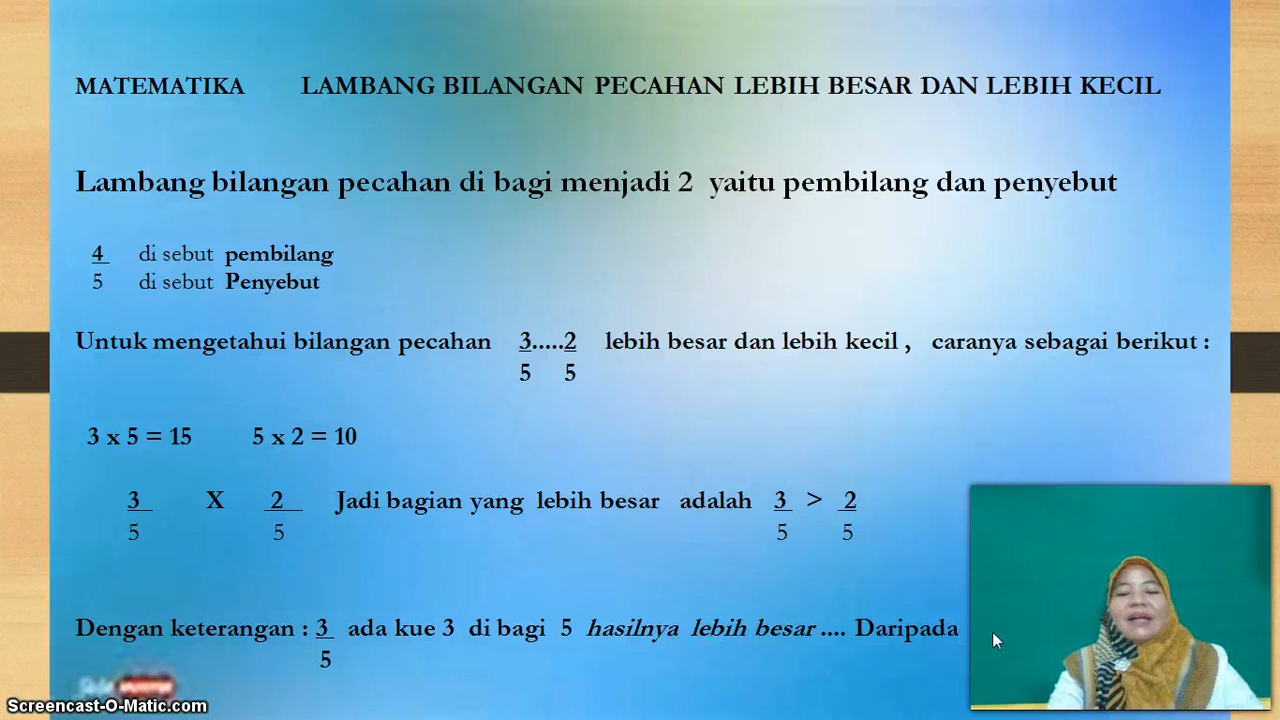 MATEMATIKA LAMBANG BILANGAN PECAHAN LEBIH BESAR DAN LEBIH KECIL
Lambang bilangan pecahan di bagi menjadi 2 yaitu pembilang dan penyebut
4 di sebut pembilang
5 di sebut Penyebut
Untuk mengetahui bilangan pecahan 3.....2 lebih besar dan lebih kecil , caranya sebagai berikut :
5 5
3 x 5 = 15 5 x 2 = 10
3 X 2 Jadi bagian yang lebih besar adalah 3 > 2
5 5 5 5
Dengan keterangan : 3 ada kue 3 di bagi 5 hasilnya lebih besar .... Daripada
5
Screencast-O-Matic.com